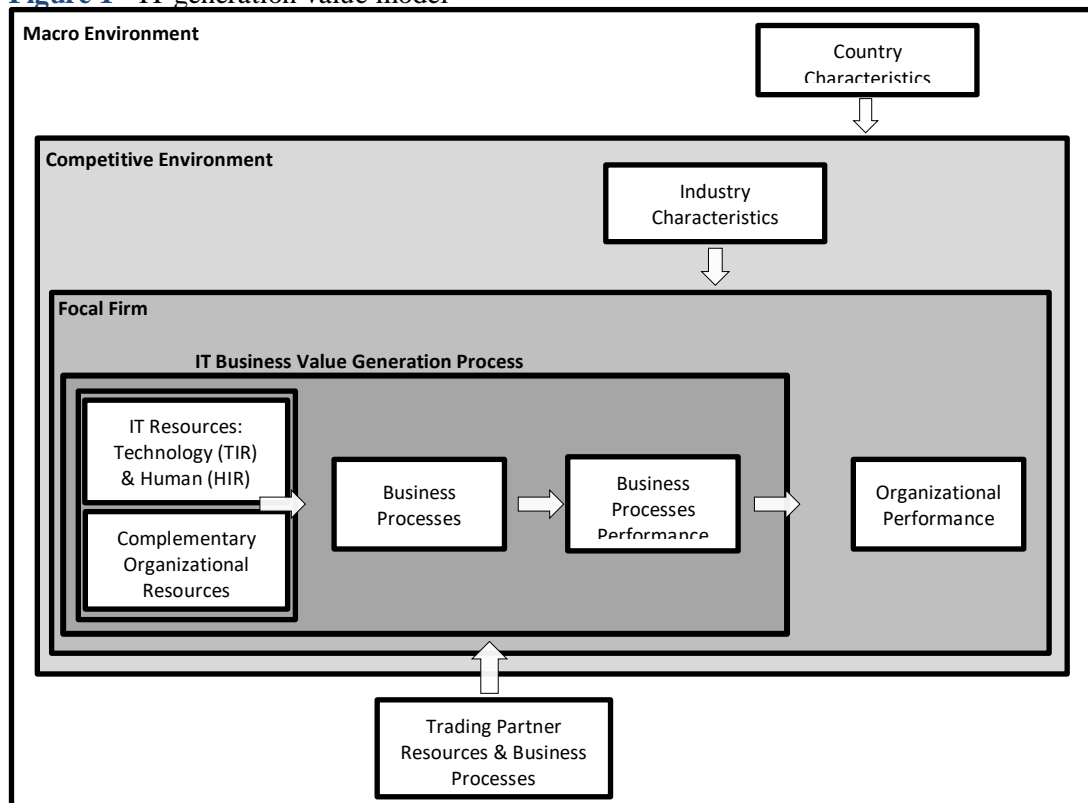 Figure 1 - IT generation value model
Macro Environment
Country
Characteristics
Competitive Environment
Industry
Characteristics
Focal Firm
IT Business Value Generation Process
IT Resources:
Technology (TIR)
& Human (HIR)
Complementary
Organizational
Resources
Business
Processes
Business
Processes
Performance
Organizational
Performance
Trading Partner
Resources & Business
Processes